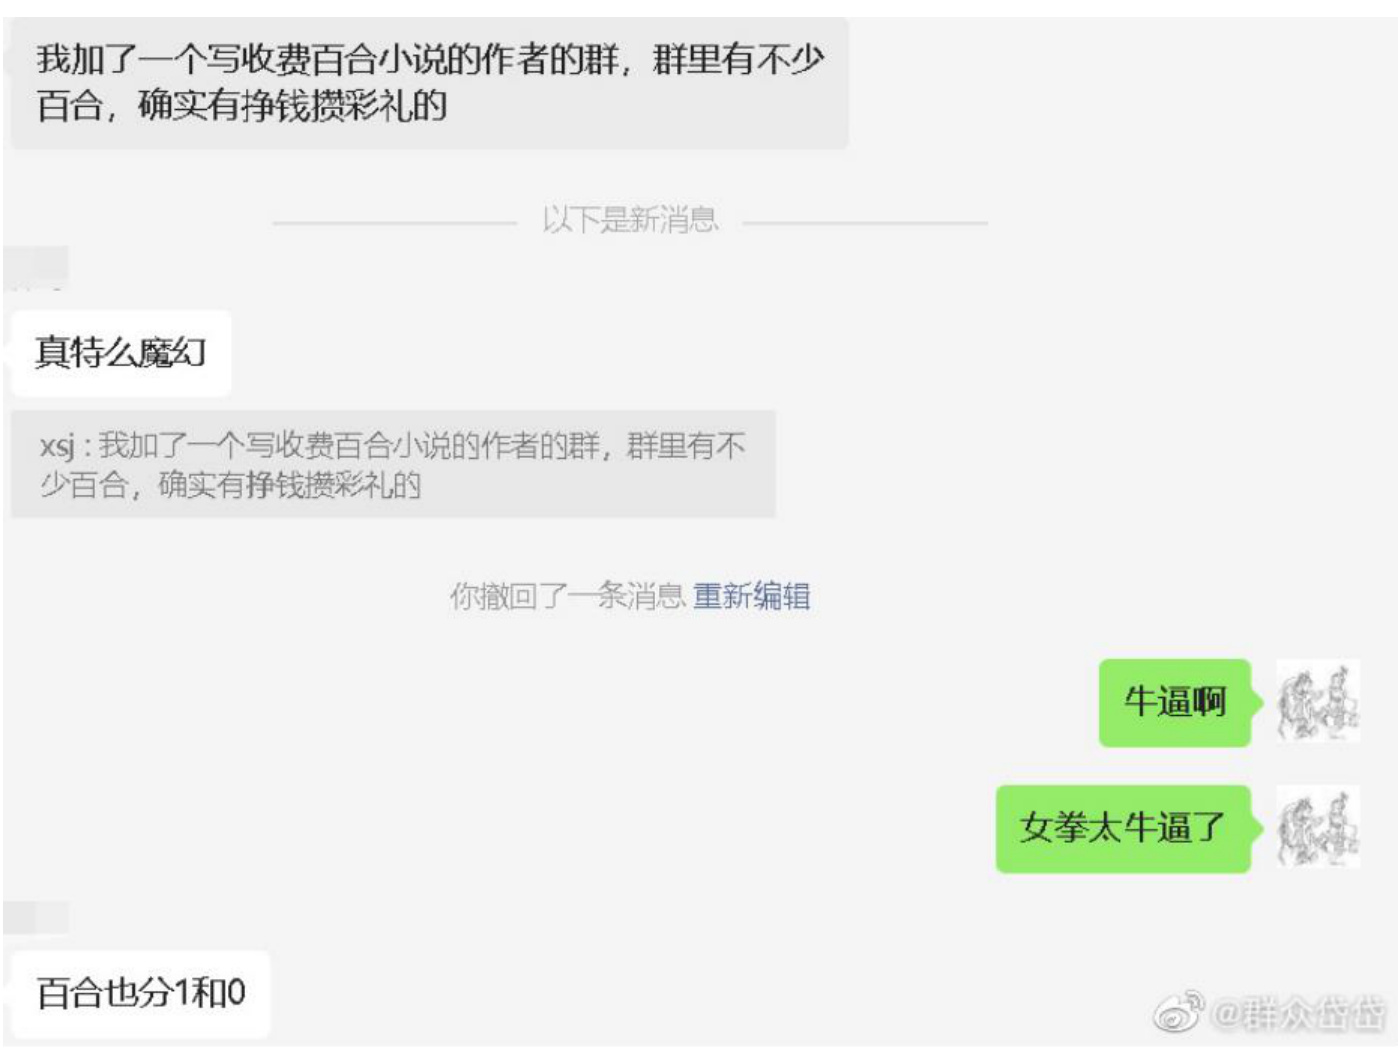 我加了一个写收费百合小说的作者的群，群里有不少
百合，确实有挣钱攒彩礼的
以下是新消息
真特么魔幻
xsj : 我加了一个写收费百合小说的作者的群，群里有不
少百合，确实有挣钱攒彩礼的
你撤回了一条消息 重新编辑
牛逼啊
女拳太牛逼了
百合也分1和0
@群众岱岱